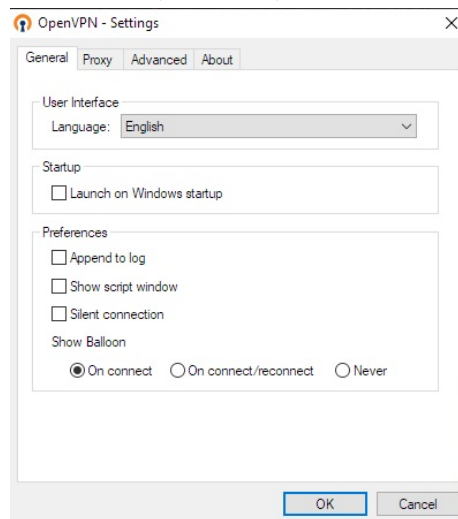 OpenVPN - Settings
General Proxy Advanced About
User Interface
Language: English
Startup
Launch on Windows startup
Preferences
Append to log
Show script window
Silent connection
Show Balloon
On connect On connect/reconnect Never
OK Cancel